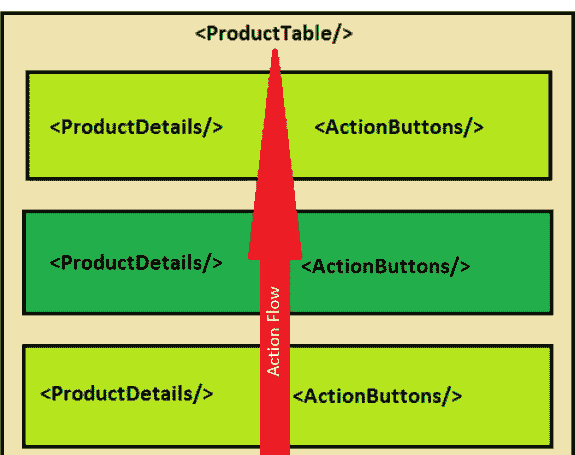 <ProductTable/>
<ProductDetails/> <ActionButtons/>
<ProductDetails/> <ActionButtons/>
Action Flow
<ProductDetails/> <ActionButtons/>